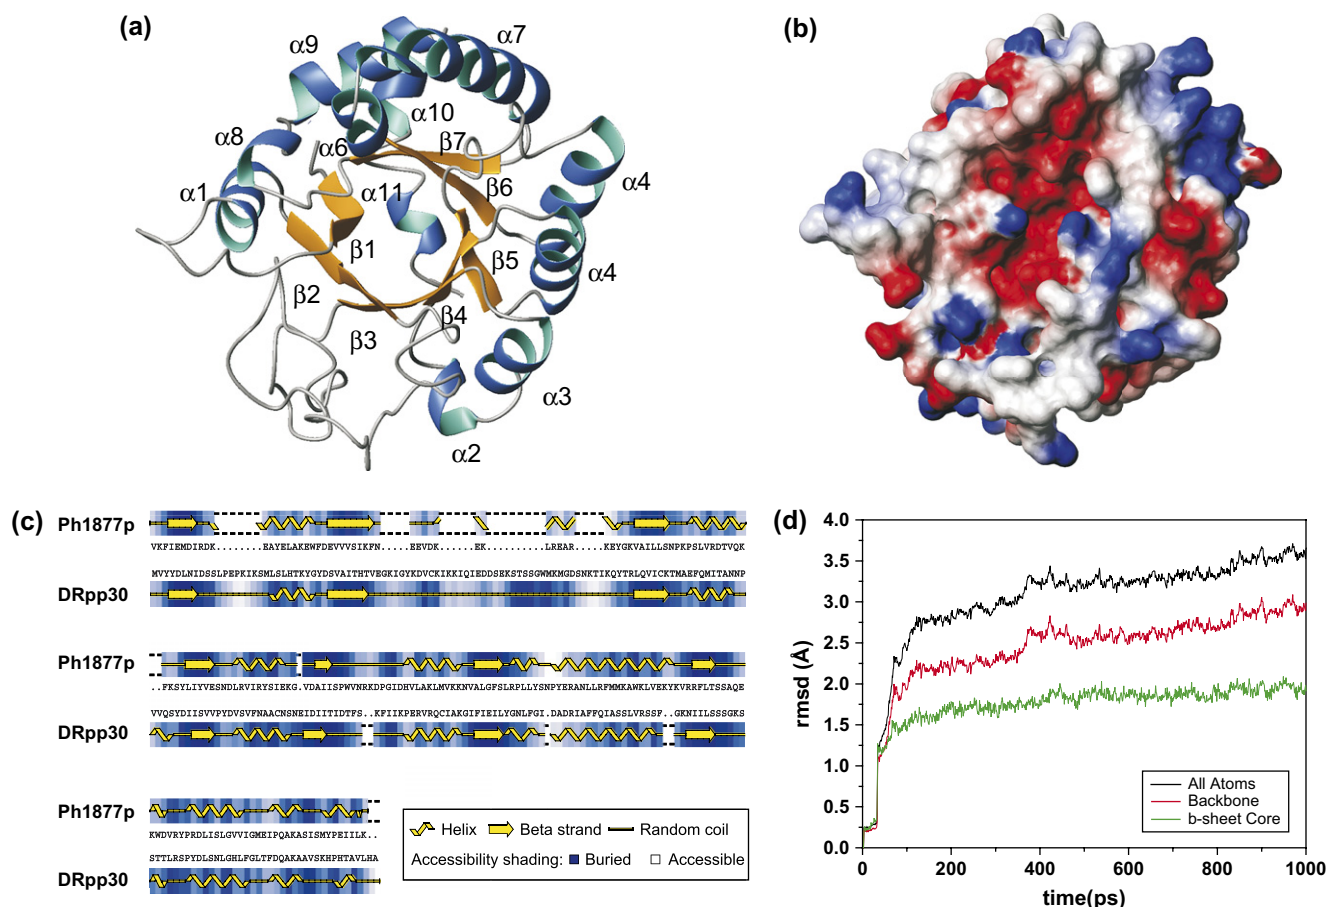 (a)
α9
α7
α10
α8
α6
β7
α1
α11
β6
α4
β1
β5
α4
β2
β4
β3
α3
α2
(b)
(c)
Ph1877p
VKFIEMDIRDK.........EAYELAKEWFDEVVVSIKFN.....EEVDK......EK..........LREAR.....KEYGKVAILLSNPKPSLVRDTVQK
MVYYDLNIDSSLPEPKIKSMLSLHTKYGYDSVAITHTVEGKIGYKDVCKIKKIQIEDDSEKSTSSGWMKMGDSNKTIKQYTRLQVICKTMAEFQMITANNP
DRpp30
Ph1877p
..FKSYLIYVESNDLRVIRYSIEKG.VDAIISPWVNRKDPGIDHVLAKLMVKKNVALGFSLRPLLYSNPYERANLLRFMMKAWKLVEKYKVRRFLTSSAQE
VVQSYDIISVVPYDVSVFNAACNSNEIDIITIDTFS..KFIIKPERVRQCIAKGIFIEILYGNLFGI.DADRIAFFQIASSLVRSSF..GKNIILSSSGKS
DRpp30
Ph1877p
KWDVRYPRDLISLGVVIGMEIPQAKASISMYPEIILK..
STTLRSPYDLSNLGHLFGLTFDQAKAAVSKHPHTAVLHA
DRpp30
Helix Beta strand Random coil
Accessibility shading: Buried Accessible
(d)
4.0
3.5
3.0
2.5
2.0
1.5
1.0
0.5
0.0
rmsd (Å)
All Atoms
Backbone
b-sheet Core
0 200 400 600 800 1000
time(ps)